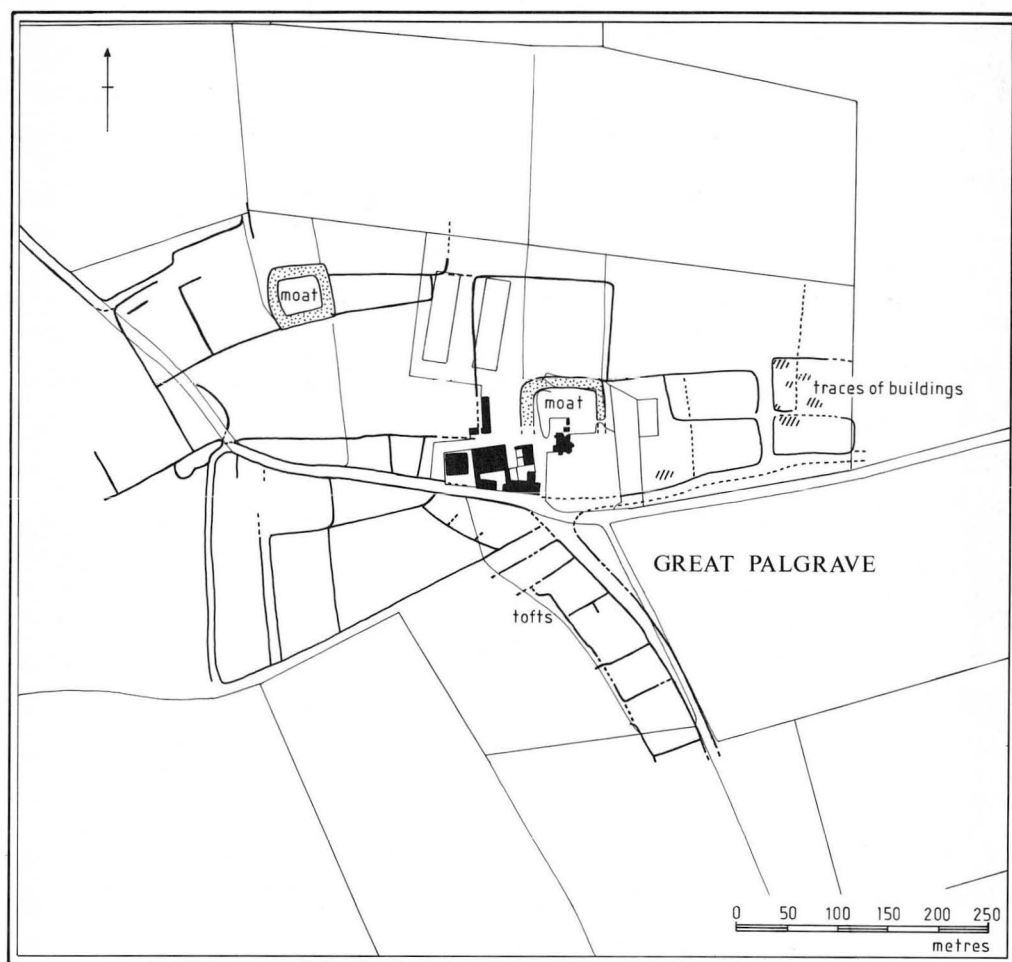 moat
moat
traces of buildings
GREAT PALGRAVE
tofts
0 50 100 150 200 250
metres